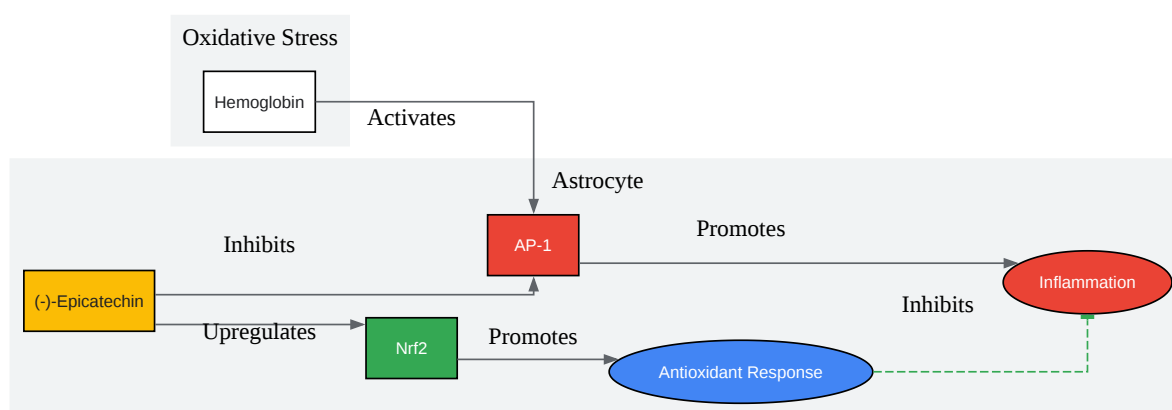 Oxidative Stress
Hemoglobin
Activates
Astrocyte
AP-1
Promotes
Inhibits
(-)-Epicatechin
Inflammation
Inhibits
Upregulates
Nrf2
Promotes
Antioxidant Response